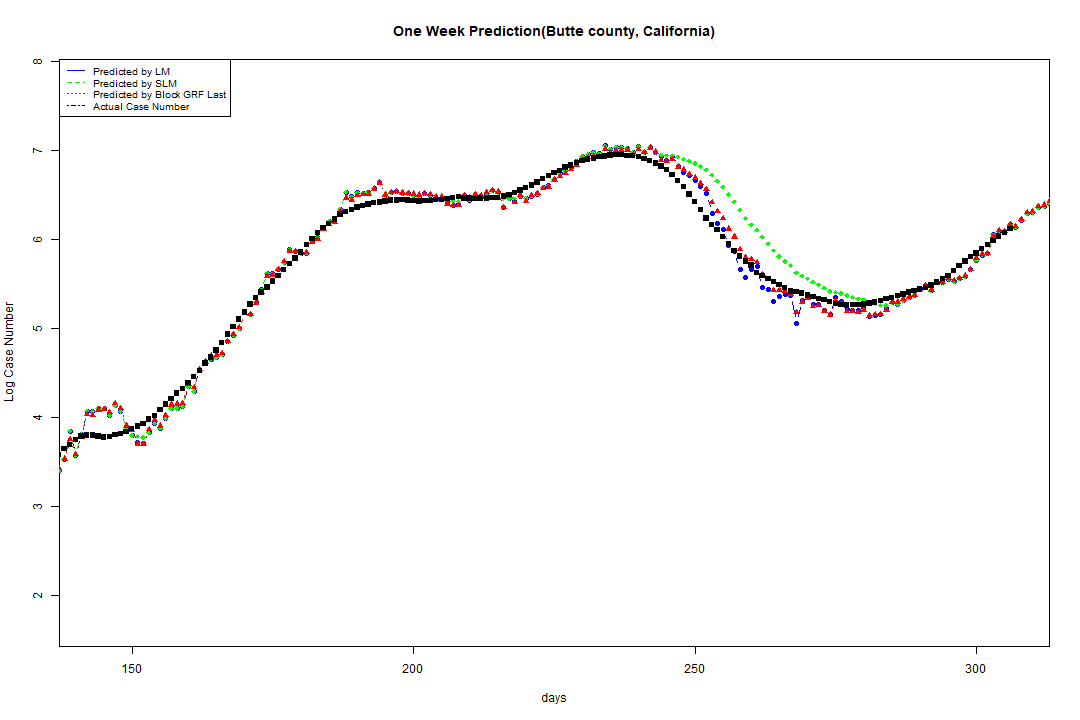 One Week Prediction(Butte county, California)
Predicted by LM
Predicted by SLM
Predicted by Block GRF Last
Actual Case Number
8
7
6
5
4
3
2
Log Case Number
150
200
250
300
days